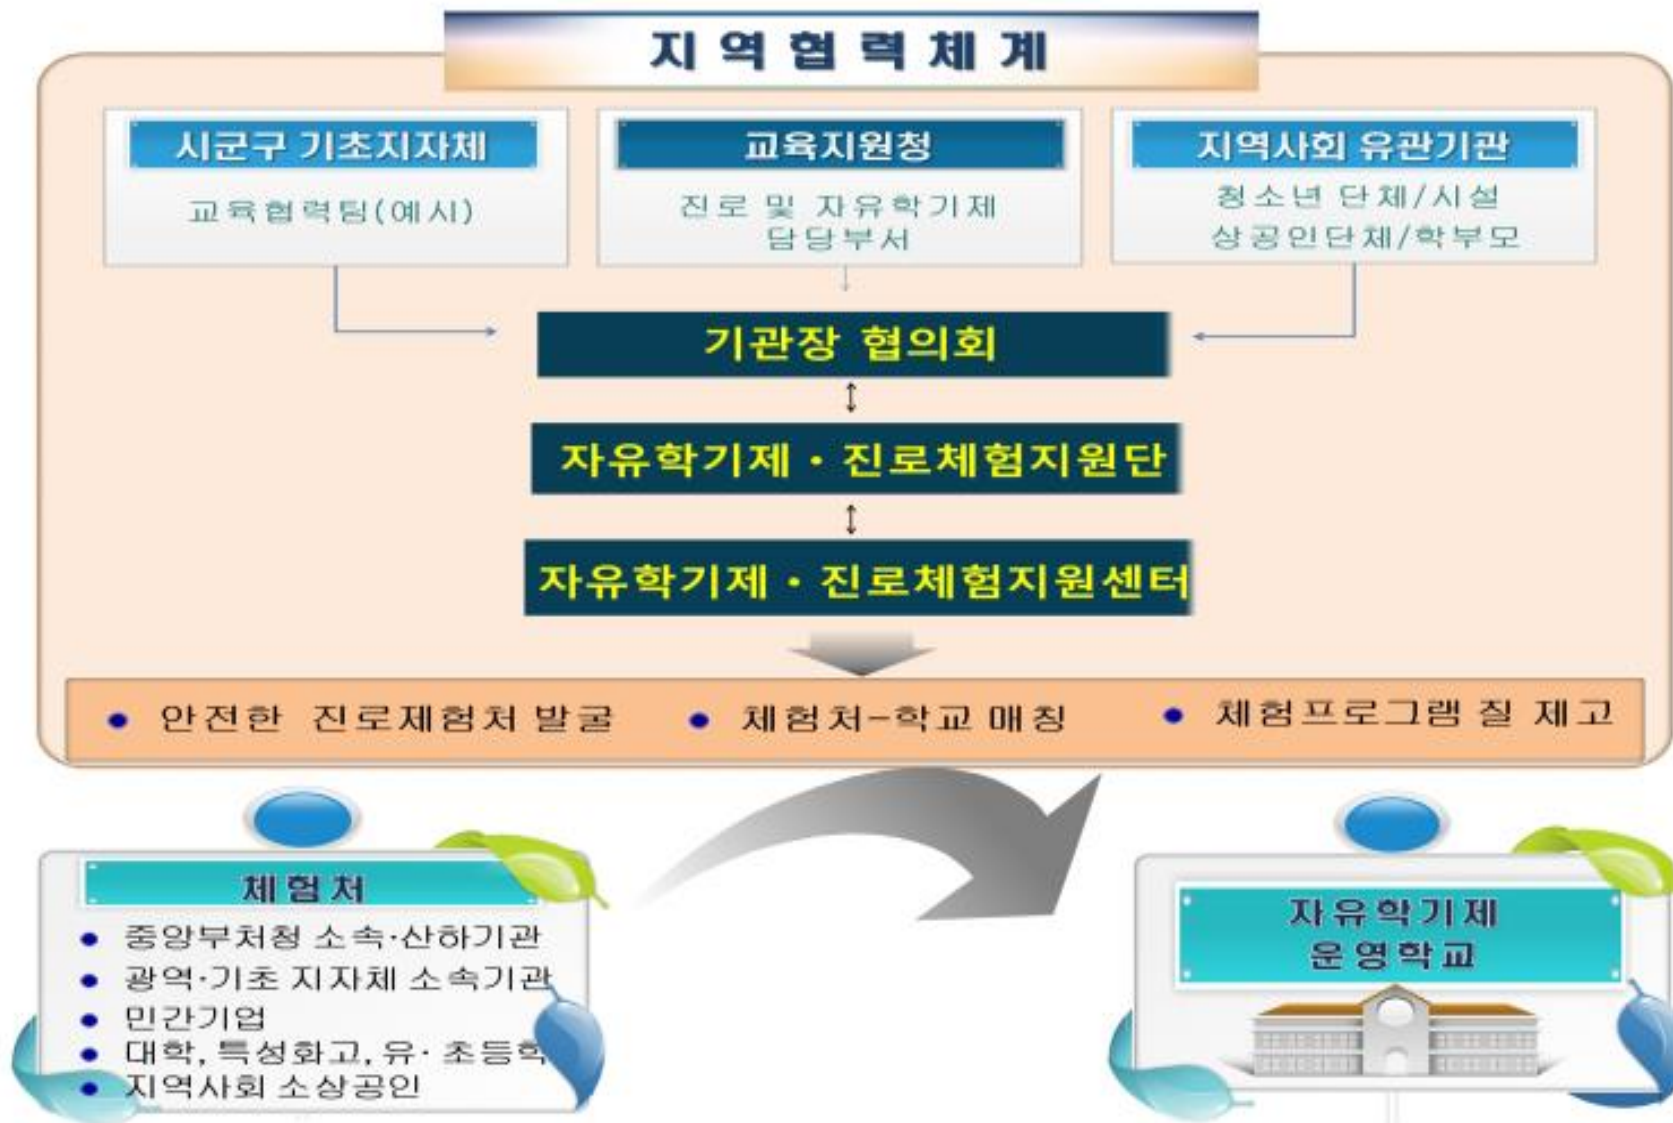 지역협력체계
시군구 기초지자체
교육협력팀(예시)
교육지원청
진로 및 자유학기제
담당부서
지역사회 유관기관
청소년 단체/시설
상공인단체/학부모
기관장 협의회
자유학기제 • 진로체험지원단
자유학기제 • 진로체험지원센터
• 안전한 진로제험처 발굴
• 체험처-학교 매칭
• 체험프로그램 질 제고
체험처
• 중앙부처청 소속·산하기관
• 광역·기초 지자체 소속기관
• 민간기업
• 대학, 특성화고, 유· 초등학
• 지역사회 소상공인
자유학기제
운영학교